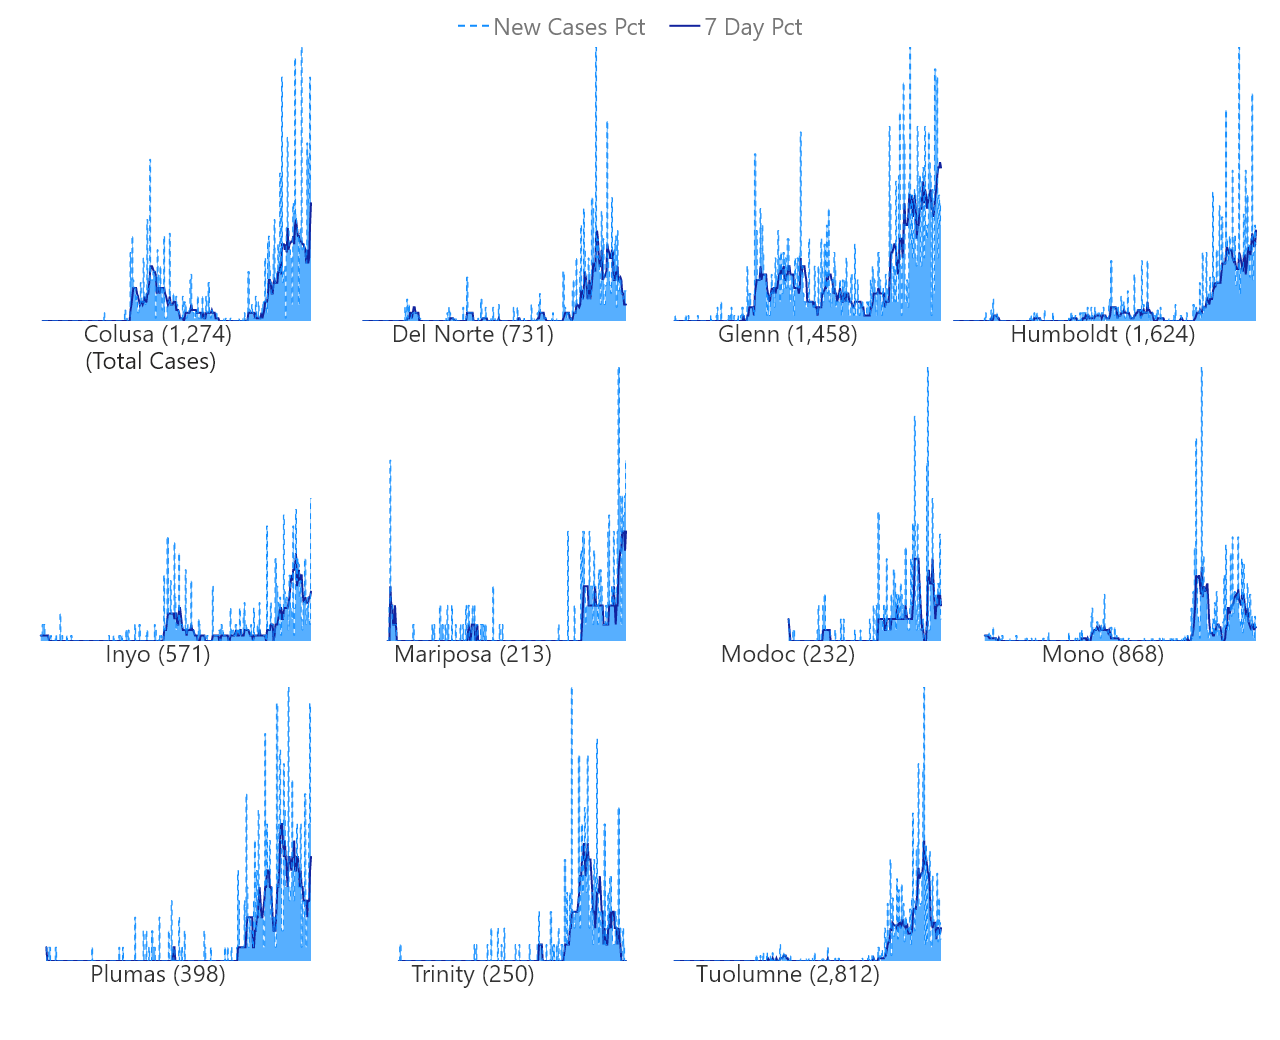 New Cases Pct 7 Day Pct
Colusa (1,274) Del Norte (731) Glenn (1,458) Humboldt (1,624)
(Total Cases)
Inyo (571) Mariposa (213) Modoc (232) Mono (868)
Plumas (398) Trinity (250) Tuolumne (2,812)